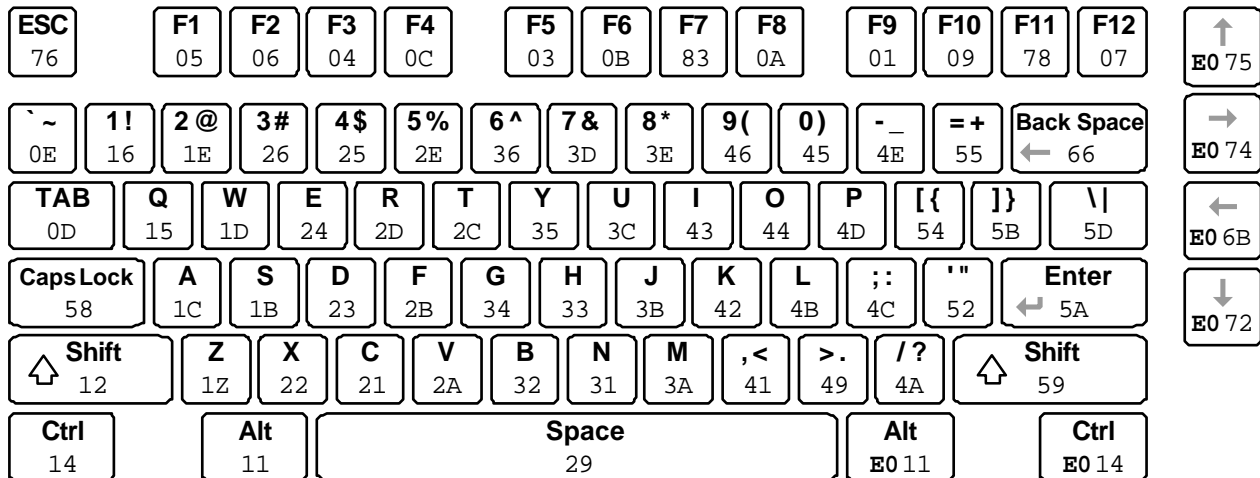 ESC F1 F2 F3 F4 F5 F6 F7 F8 F9 F10 F11 F12 ↑
76 05 06 04 0C 03 0B 83 0A 01 09 78 07 E0 75
` ~ 1 ! 2 @ 3 # 4 $ 5 % 6 ^ 7 & 8 * 9 ( 0 ) - _ = + Back Space →
0E 16 1E 26 25 2E 36 3D 3E 46 45 4E 55 ← 66 E0 74
TAB Q W E R T Y U I O P [ { ] } \ | ←
0D 15 1D 24 2D 2C 35 3C 43 44 4D 54 5B 5D E0 6B
Caps Lock A S D F G H J K L ; : ' " Enter ↓
58 1C 1B 23 2B 34 33 3B 42 4B 4C 52 ↵ 5A E0 72
Shift Z X C V B N M , < > . / ? Shift
12 1Z 22 21 2A 32 31 3A 41 49 4A 59
Ctrl Alt Space Alt Ctrl
14 11 29 E0 11 E0 14